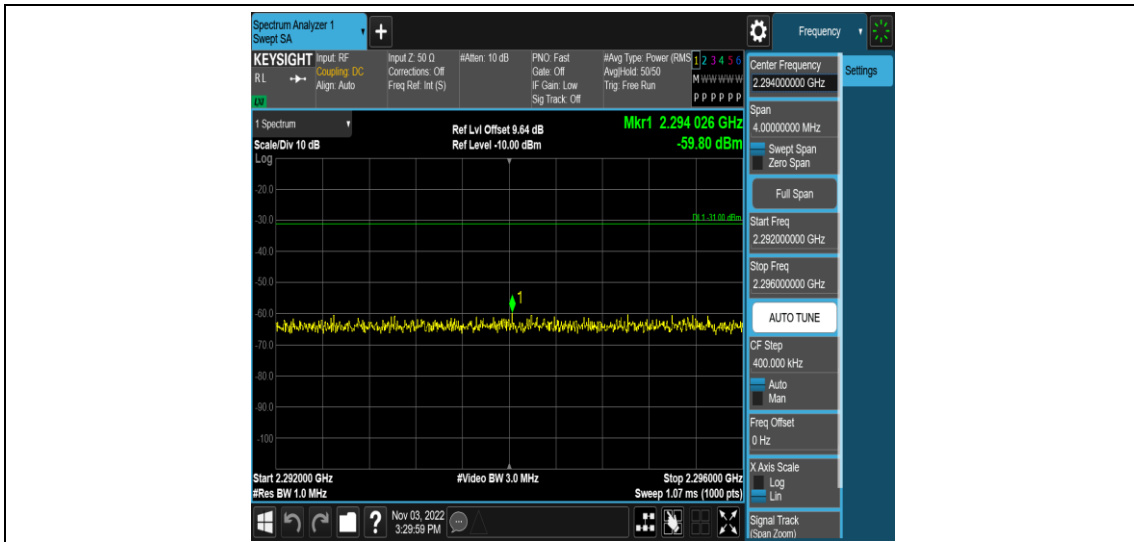 Spectrum Analyzer 1
Swept SA
+
Frequency
KEYSIGHT
RL
LXI
Input: RF
Coupling: DC
Align: Auto
Input Z: 50 Ω
Corrections: Off
Freq Ref: Int (S)
#Atten: 10 dB
PNO: Fast
Gate: Off
IF Gain: Low
Sig Track: Off
#Avg Type: Power (RMS
Avg|Hold: 50/50
Trig: Free Run
1 2 3 4 5 6
M W W W W W
P P P P P P
1 Spectrum
Scale/Div 10 dB
Log
Ref Lvl Offset 9.64 dB
Ref Level -10.00 dBm
Mkr1 2.294 026 GHz
-59.80 dBm
-20.0
-30.0
DL1 -31.00 dBm
-40.0
-50.0
1
-60.0
-70.0
-80.0
-90.0
-100
Start 2.292000 GHz
#Video BW 3.0 MHz
Stop 2.296000 GHz
#Res BW 1.0 MHz
Sweep 1.07 ms (1000 pts)
Center Frequency
2.294000000 GHz
Settings
Span
4.00000000 MHz
Swept Span
Zero Span
Full Span
Start Freq
2.292000000 GHz
Stop Freq
2.296000000 GHz
AUTO TUNE
CF Step
400.000 kHz
Auto
Man
Freq Offset
0 Hz
X Axis Scale
Log
Lin
Signal Track
(Span Zoom)
?
Nov 03, 2022
3:29:59 PM